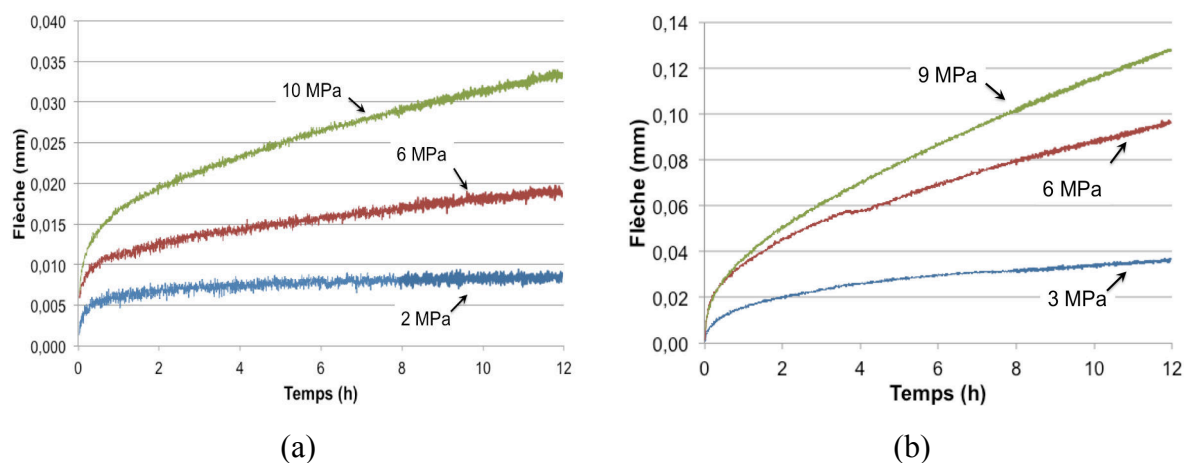 0,040
0,035
0,030
0,025
0,020
0,015
0,010
0,005
0,000
Flèche (mm)
10 MPa
6 MPa
2 MPa
0 2 4 6 8 10 12
Temps (h)
(a)
0,14
0,12
0,10
0,08
0,06
0,04
0,02
0,00
Flèche (mm)
9 MPa
6 MPa
3 MPa
0 2 4 6 8 10 12
Temps (h)
(b)